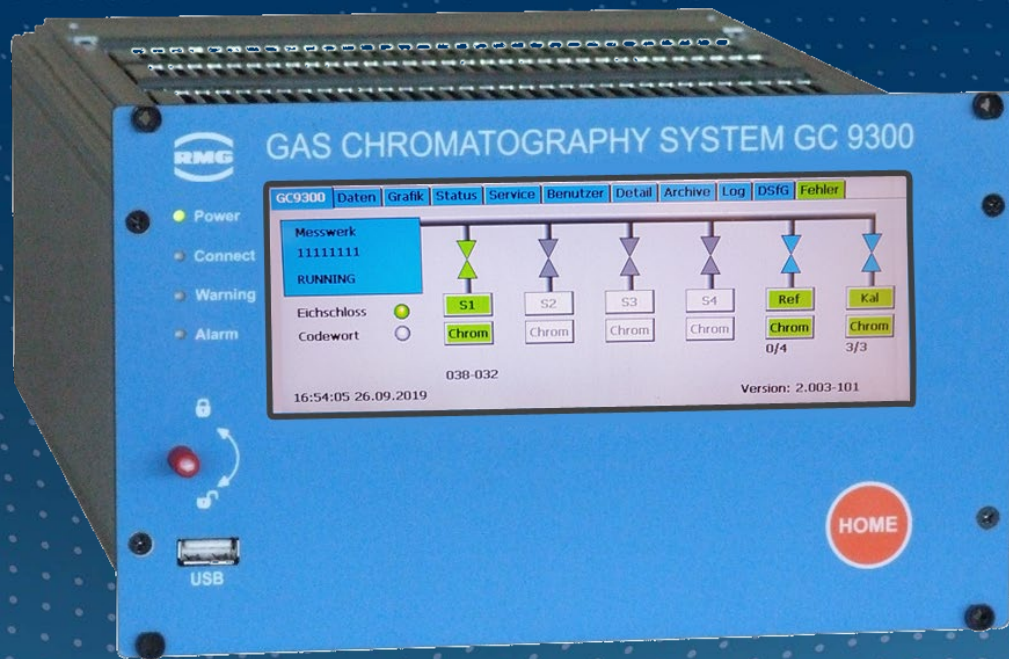 RMG
GAS CHROMATOGRAPHY SYSTEM GC 9300
Power
Connect
Warning
Alarm
GC9300 Daten Grafik Status Service Benutzer Detail Archive Log DSfG Fehler
Messwerk
11111111
RUNNING
Eichschloss
Codewort
S1 S2 S3 S4 Ref Kal
Chrom Chrom Chrom Chrom Chrom Chrom
0/4 3/3
038-032
16:54:05 26.09.2019
Version: 2.003-101
USB
HOME